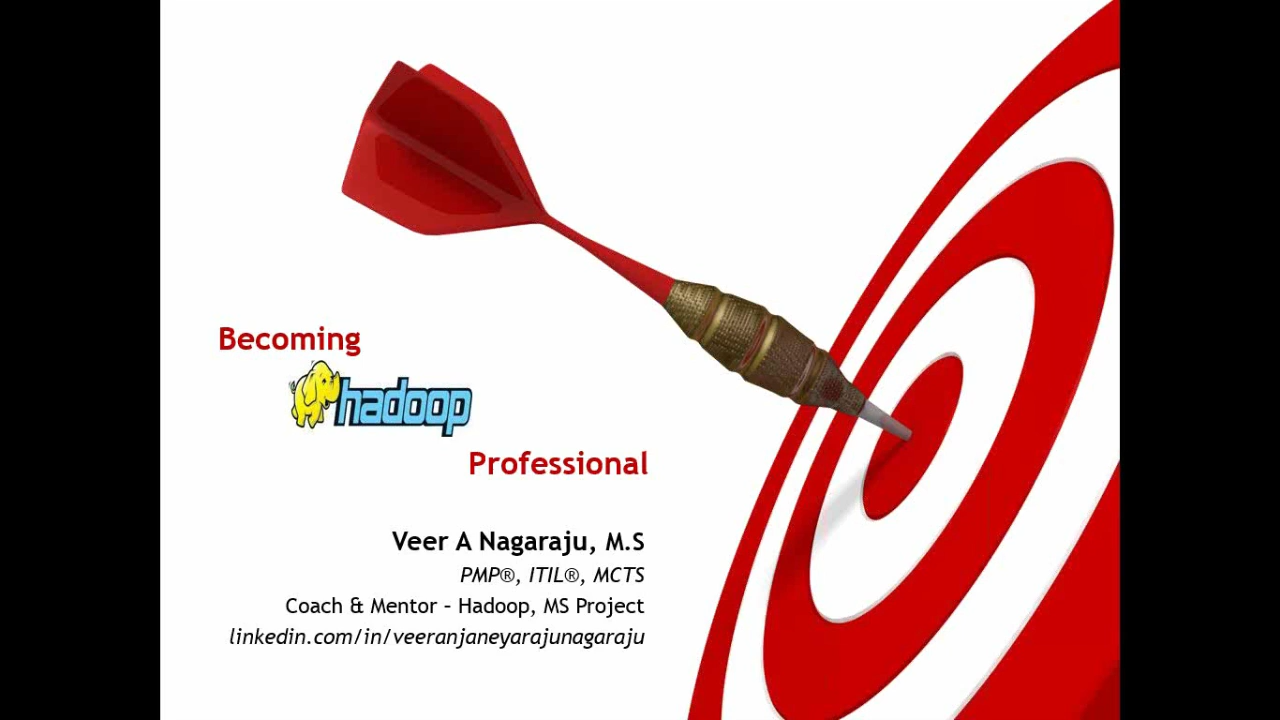 Becoming
hadoop
Professional
Veer A Nagaraju, M.S
PMP®, ITIL®, MCTS
Coach & Mentor – Hadoop, MS Project
linkedin.com/in/veeranjaneyarajunagaraju